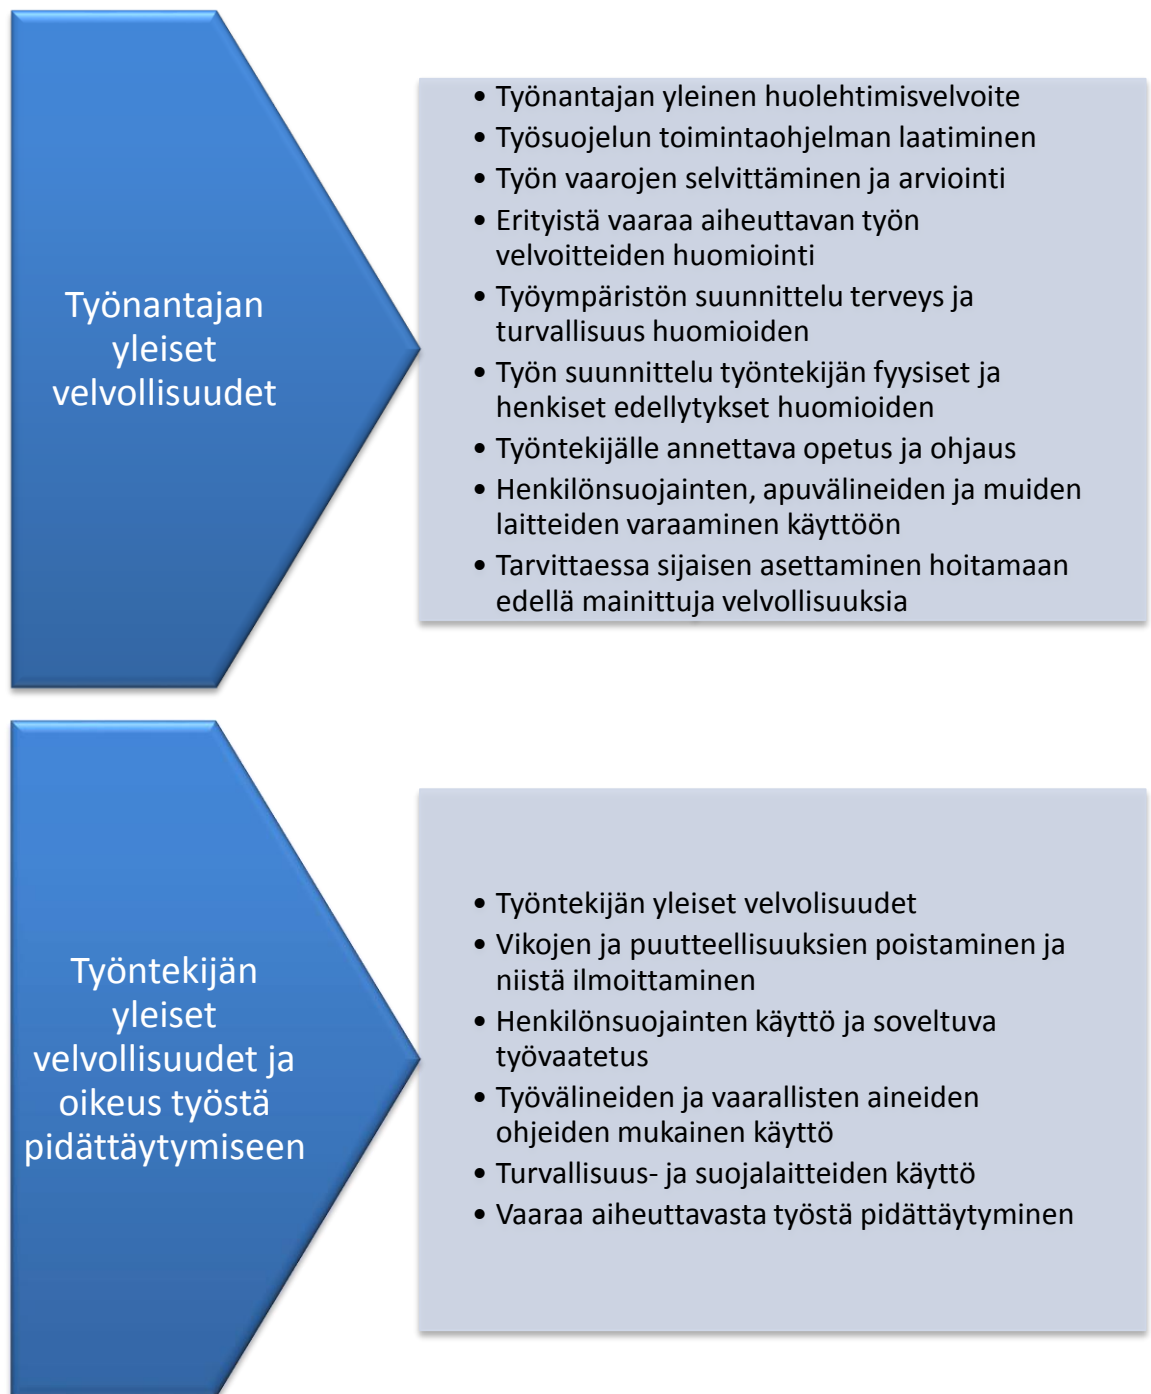 Työnantajan
yleiset
velvollisuudet
• Työnantajan yleinen huolehtimisvelvoite
• Työsuojelun toimintaohjelman laatiminen
• Työn vaarojen selvittäminen ja arviointi
• Erityistä vaaraa aiheuttavan työn
velvoitteiden huomiointi
• Työympäristön suunnittelu terveys ja
turvallisuus huomioiden
• Työn suunnittelu työntekijän fyysiset ja
henkiset edellytykset huomioiden
• Työntekijälle annettava opetus ja ohjaus
• Henkilönsuojainten, apuvälineiden ja muiden
laitteiden varaaminen käyttöön
• Tarvittaessa sijaisen asettaminen hoitamaan
edellä mainittuja velvollisuuksia
Työntekijän
yleiset
velvollisuudet ja
oikeus työstä
pidättäytymiseen
• Työntekijän yleiset velvolisuudet
• Vikojen ja puutteellisuuksien poistaminen ja
niistä ilmoittaminen
• Henkilönsuojainten käyttö ja soveltuva
työvaatetus
• Työvälineiden ja vaarallisten aineiden
ohjeiden mukainen käyttö
• Turvallisuus- ja suojalaitteiden käyttö
• Vaaraa aiheuttavasta työstä pidättäytyminen